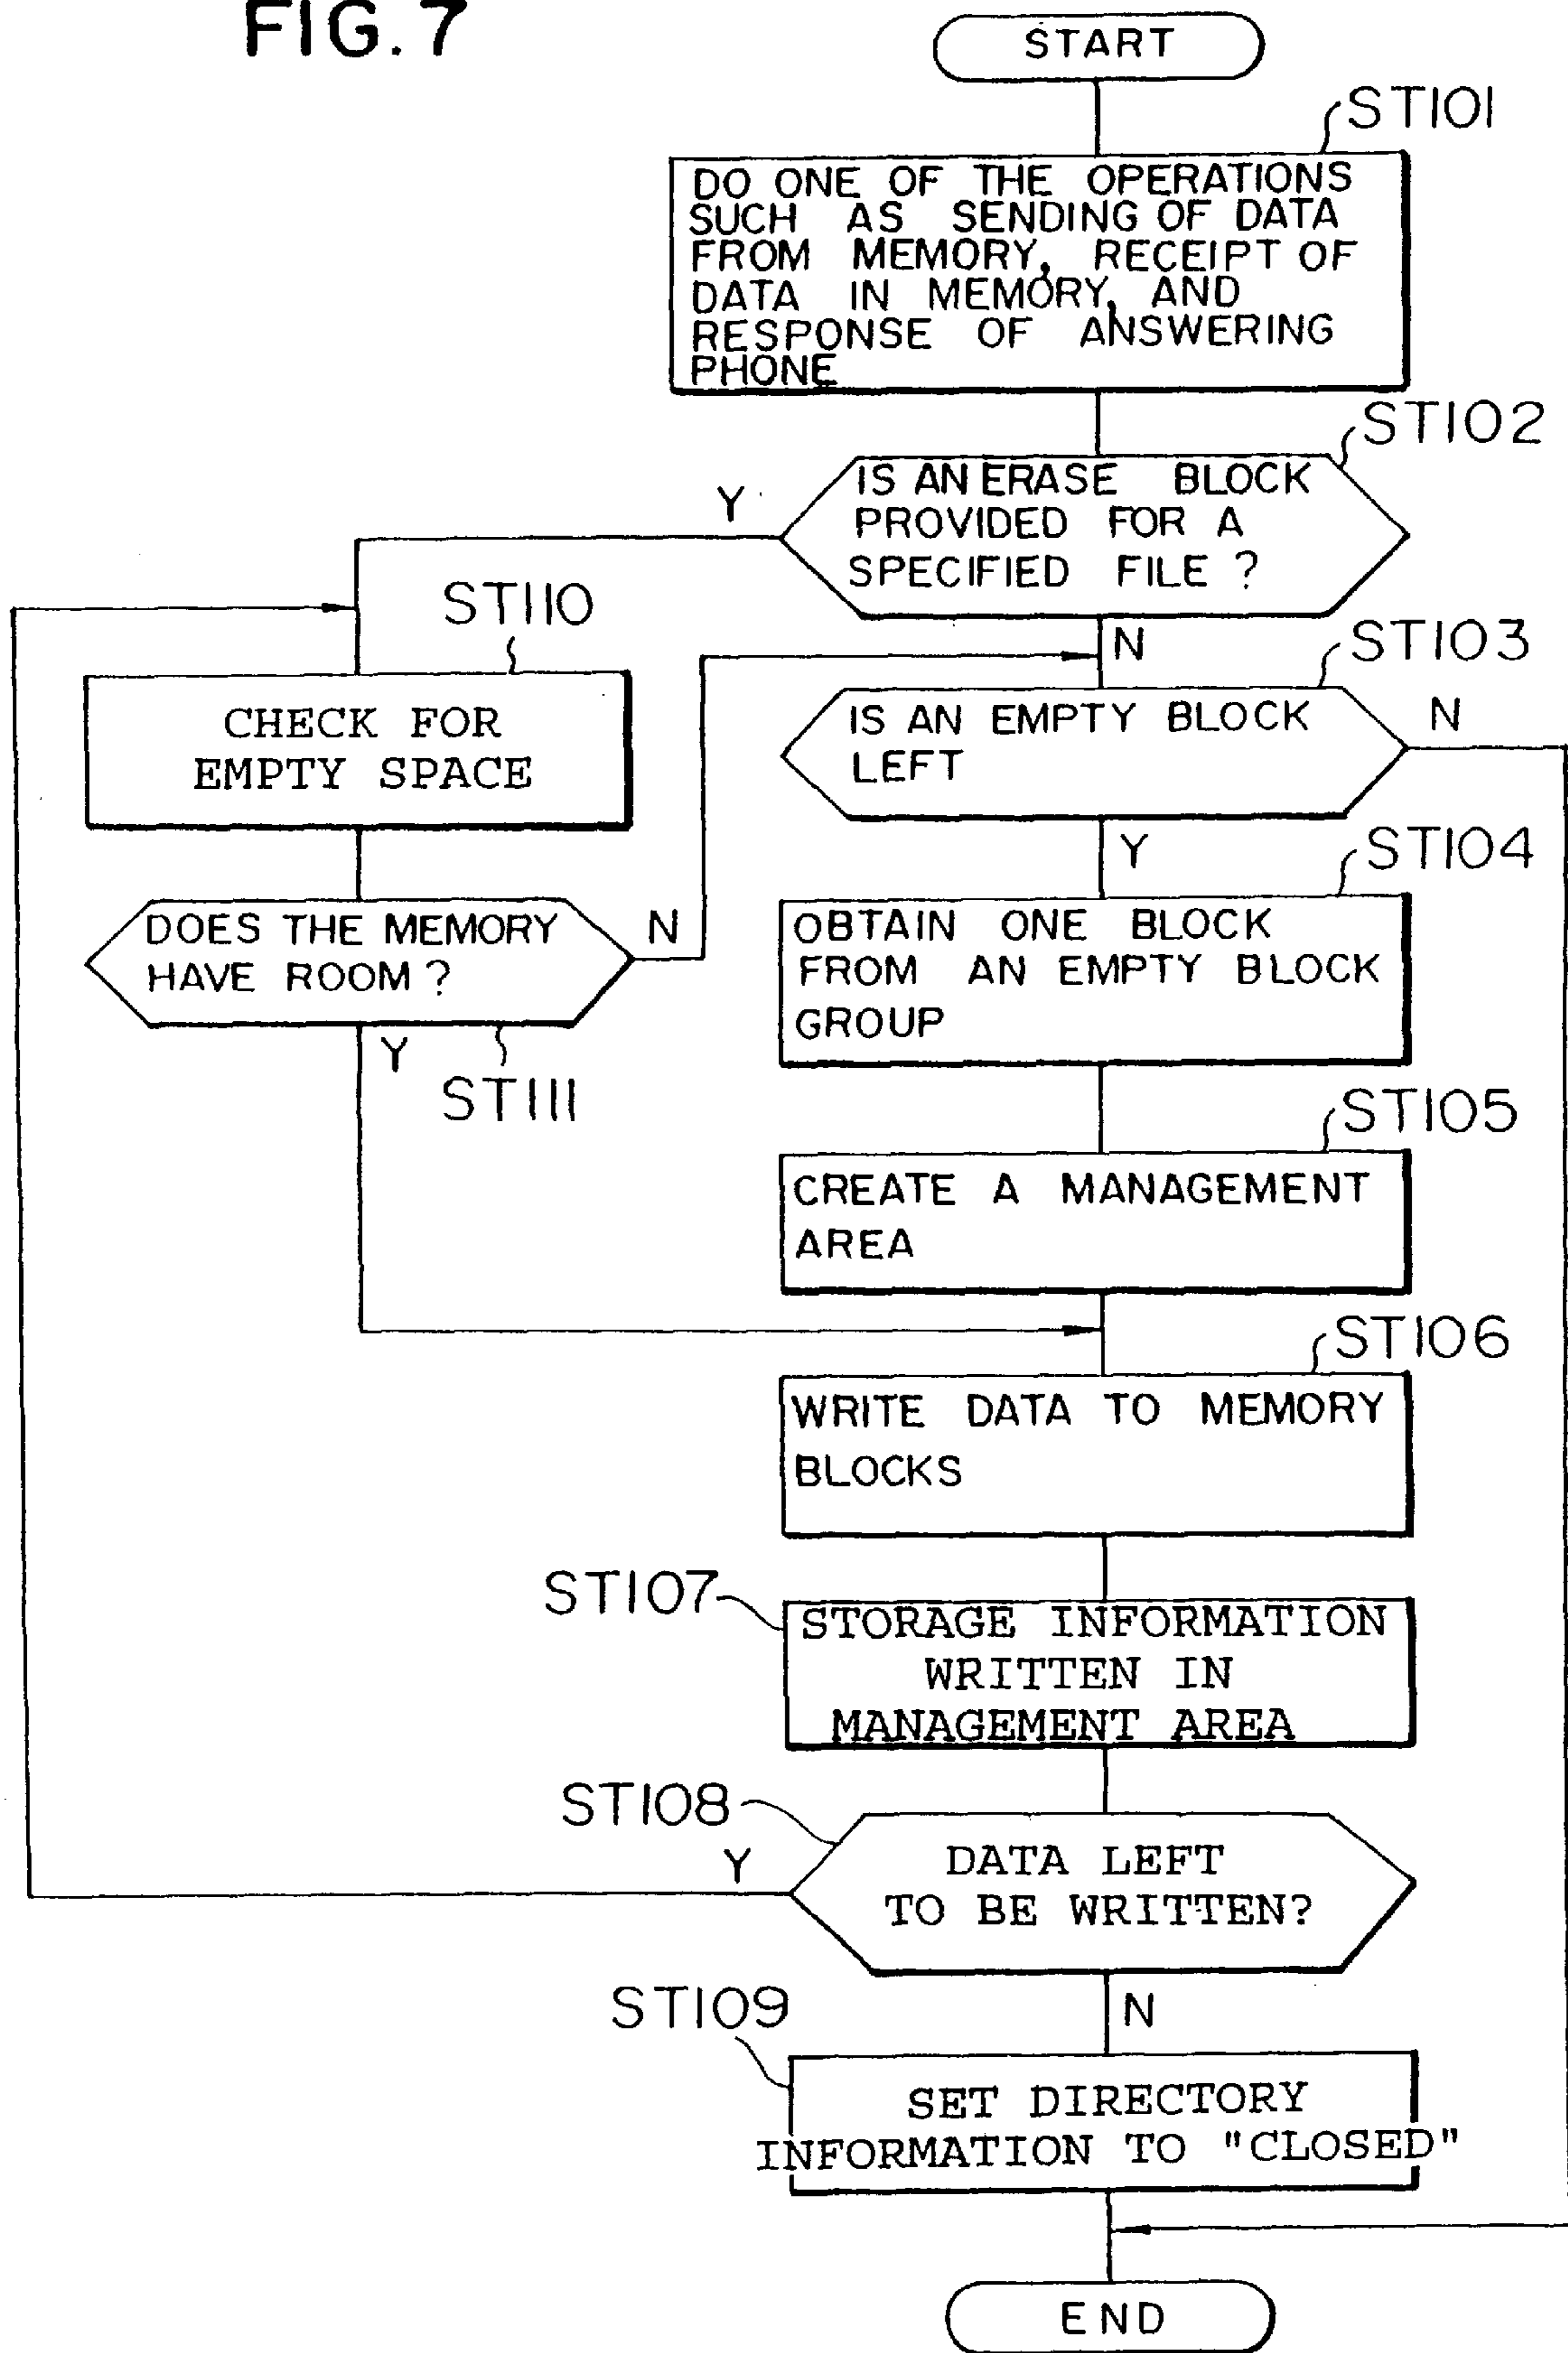 FIG. 7
START
ST101
DO ONE OF THE OPERATIONS
SUCH AS SENDING OF DATA
FROM MEMORY, RECEIPT OF
DATA IN MEMORY, AND
RESPONSE OF ANSWERING
PHONE
ST102
IS AN ERASE BLOCK
PROVIDED FOR A
SPECIFIED FILE ?
Y
N
ST110
CHECK FOR
EMPTY SPACE
ST103
IS AN EMPTY BLOCK
LEFT
N
Y
DOES THE MEMORY
HAVE ROOM ?
N
Y
ST111
ST104
OBTAIN ONE BLOCK
FROM AN EMPTY BLOCK
GROUP
ST105
CREATE A MANAGEMENT
AREA
ST106
WRITE DATA TO MEMORY
BLOCKS
ST107
STORAGE INFORMATION
WRITTEN IN
MANAGEMENT AREA
ST108
Y
DATA LEFT
TO BE WRITTEN?
N
ST109
SET DIRECTORY
INFORMATION TO "CLOSED"
END